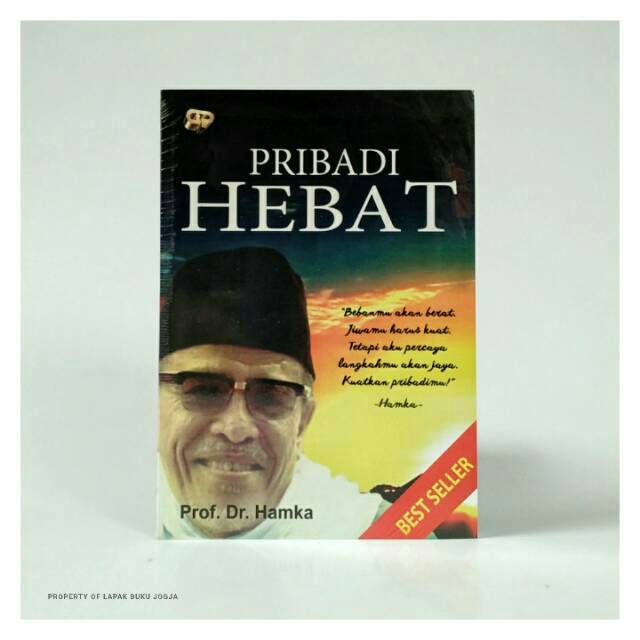 PRIBADI
HEBAT
"Bebanmu akan berat.
Jiwamu harus kuat.
Tetapi aku percaya
langkahmu akan jaya.
Kuatkan pribadimu!"
-Hamka-
Prof. Dr. Hamka
BEST SELLER
PROPERTY OF LAPAK BUKU JOGJA